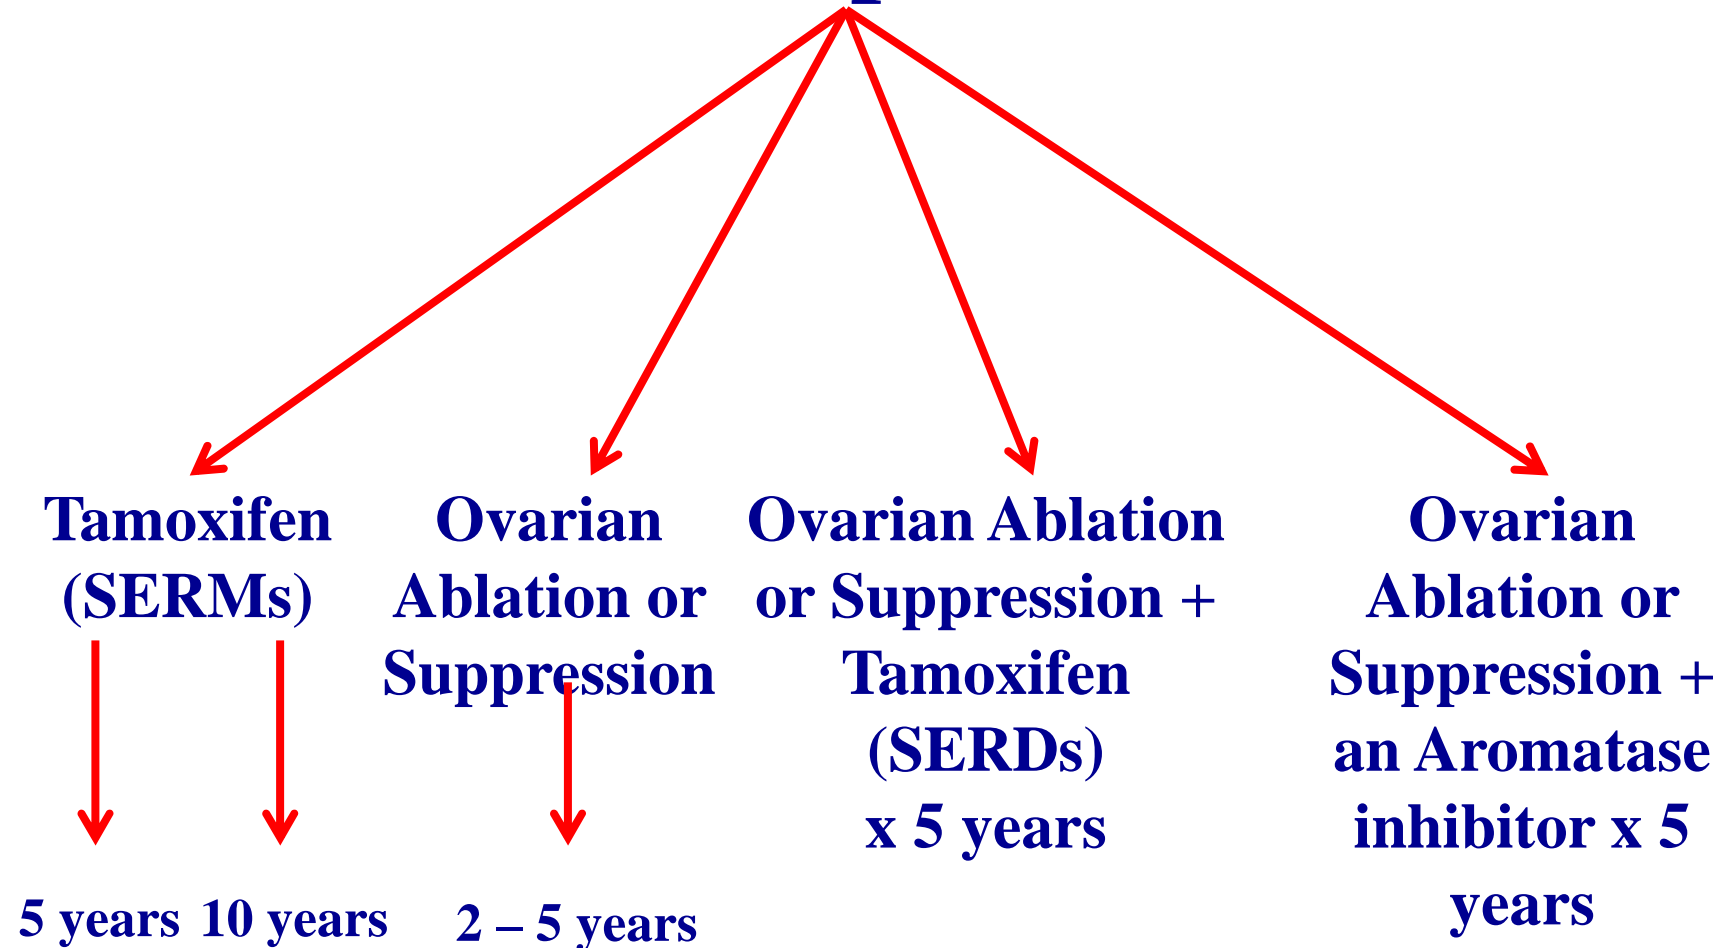 Tamoxifen
(SERMs)
5 years
10 years
Ovarian
Ablation or
Suppression
2 – 5 years
Ovarian Ablation
or Suppression +
Tamoxifen
(SERDs)
x 5 years
Ovarian
Ablation or
Suppression +
an Aromatase
inhibitor x 5
years